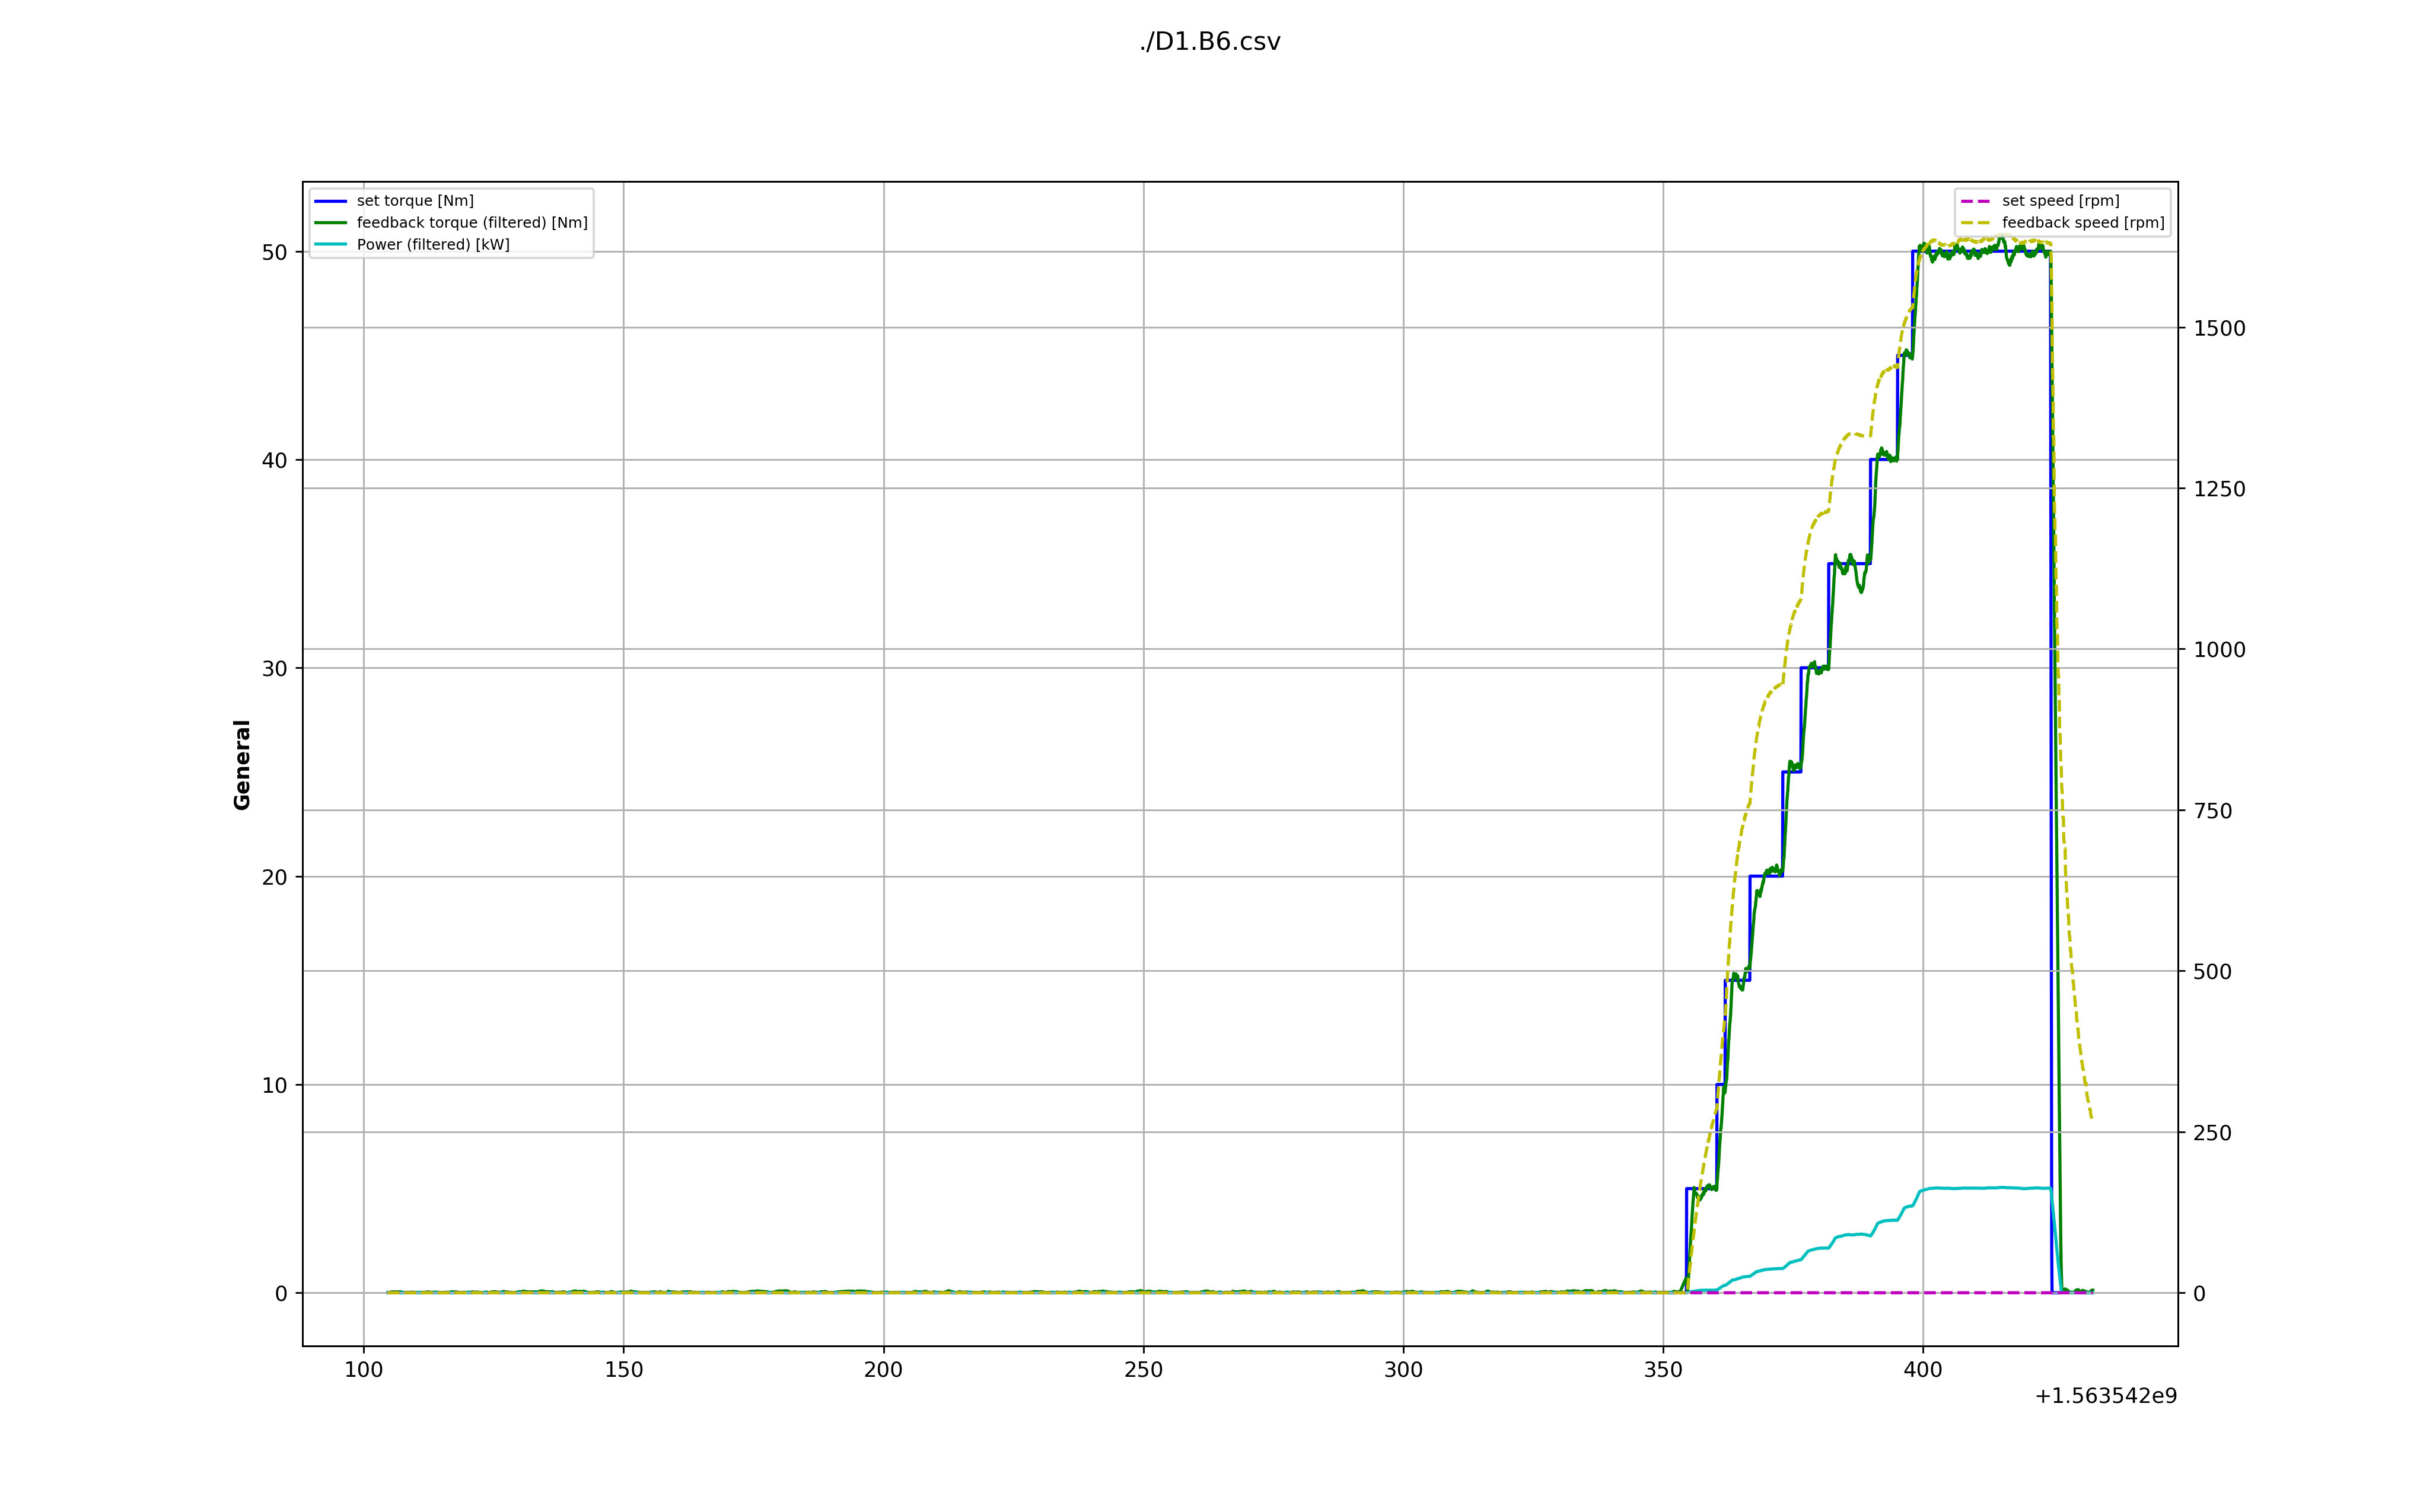 ./D1.B6.csv
set torque [Nm]
feedback torque (filtered) [Nm]
Power (filtered) [kW]
set speed [rpm]
feedback speed [rpm]
50
40
30
20
10
0
General
1500
1250
1000
750
500
250
0
100 150 200 250 300 350 400
+1.563542e9